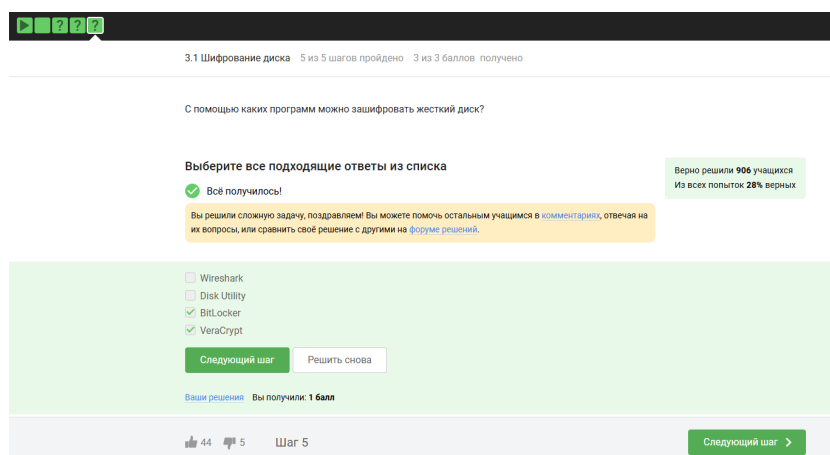 ? ? ?
3.1 Шифрование диска 5 из 5 шагов пройдено 3 из 3 баллов получено
С помощью каких программ можно зашифровать жесткий диск?
Выберите все подходящие ответы из списка
Всё получилось!
Верно решили 906 учащихся
Из всех попыток 28% верных
Вы решили сложную задачу, поздравляем! Вы можете помочь остальным учащимся в комментариях, отвечая на
их вопросы, или сравнить своё решение с другими на форуме решений.
Wireshark
Disk Utility
BitLocker
VeraCrypt
Следующий шаг Решить снова
Ваши решения Вы получили: 1 балл
44 5 Шаг 5 Следующий шаг